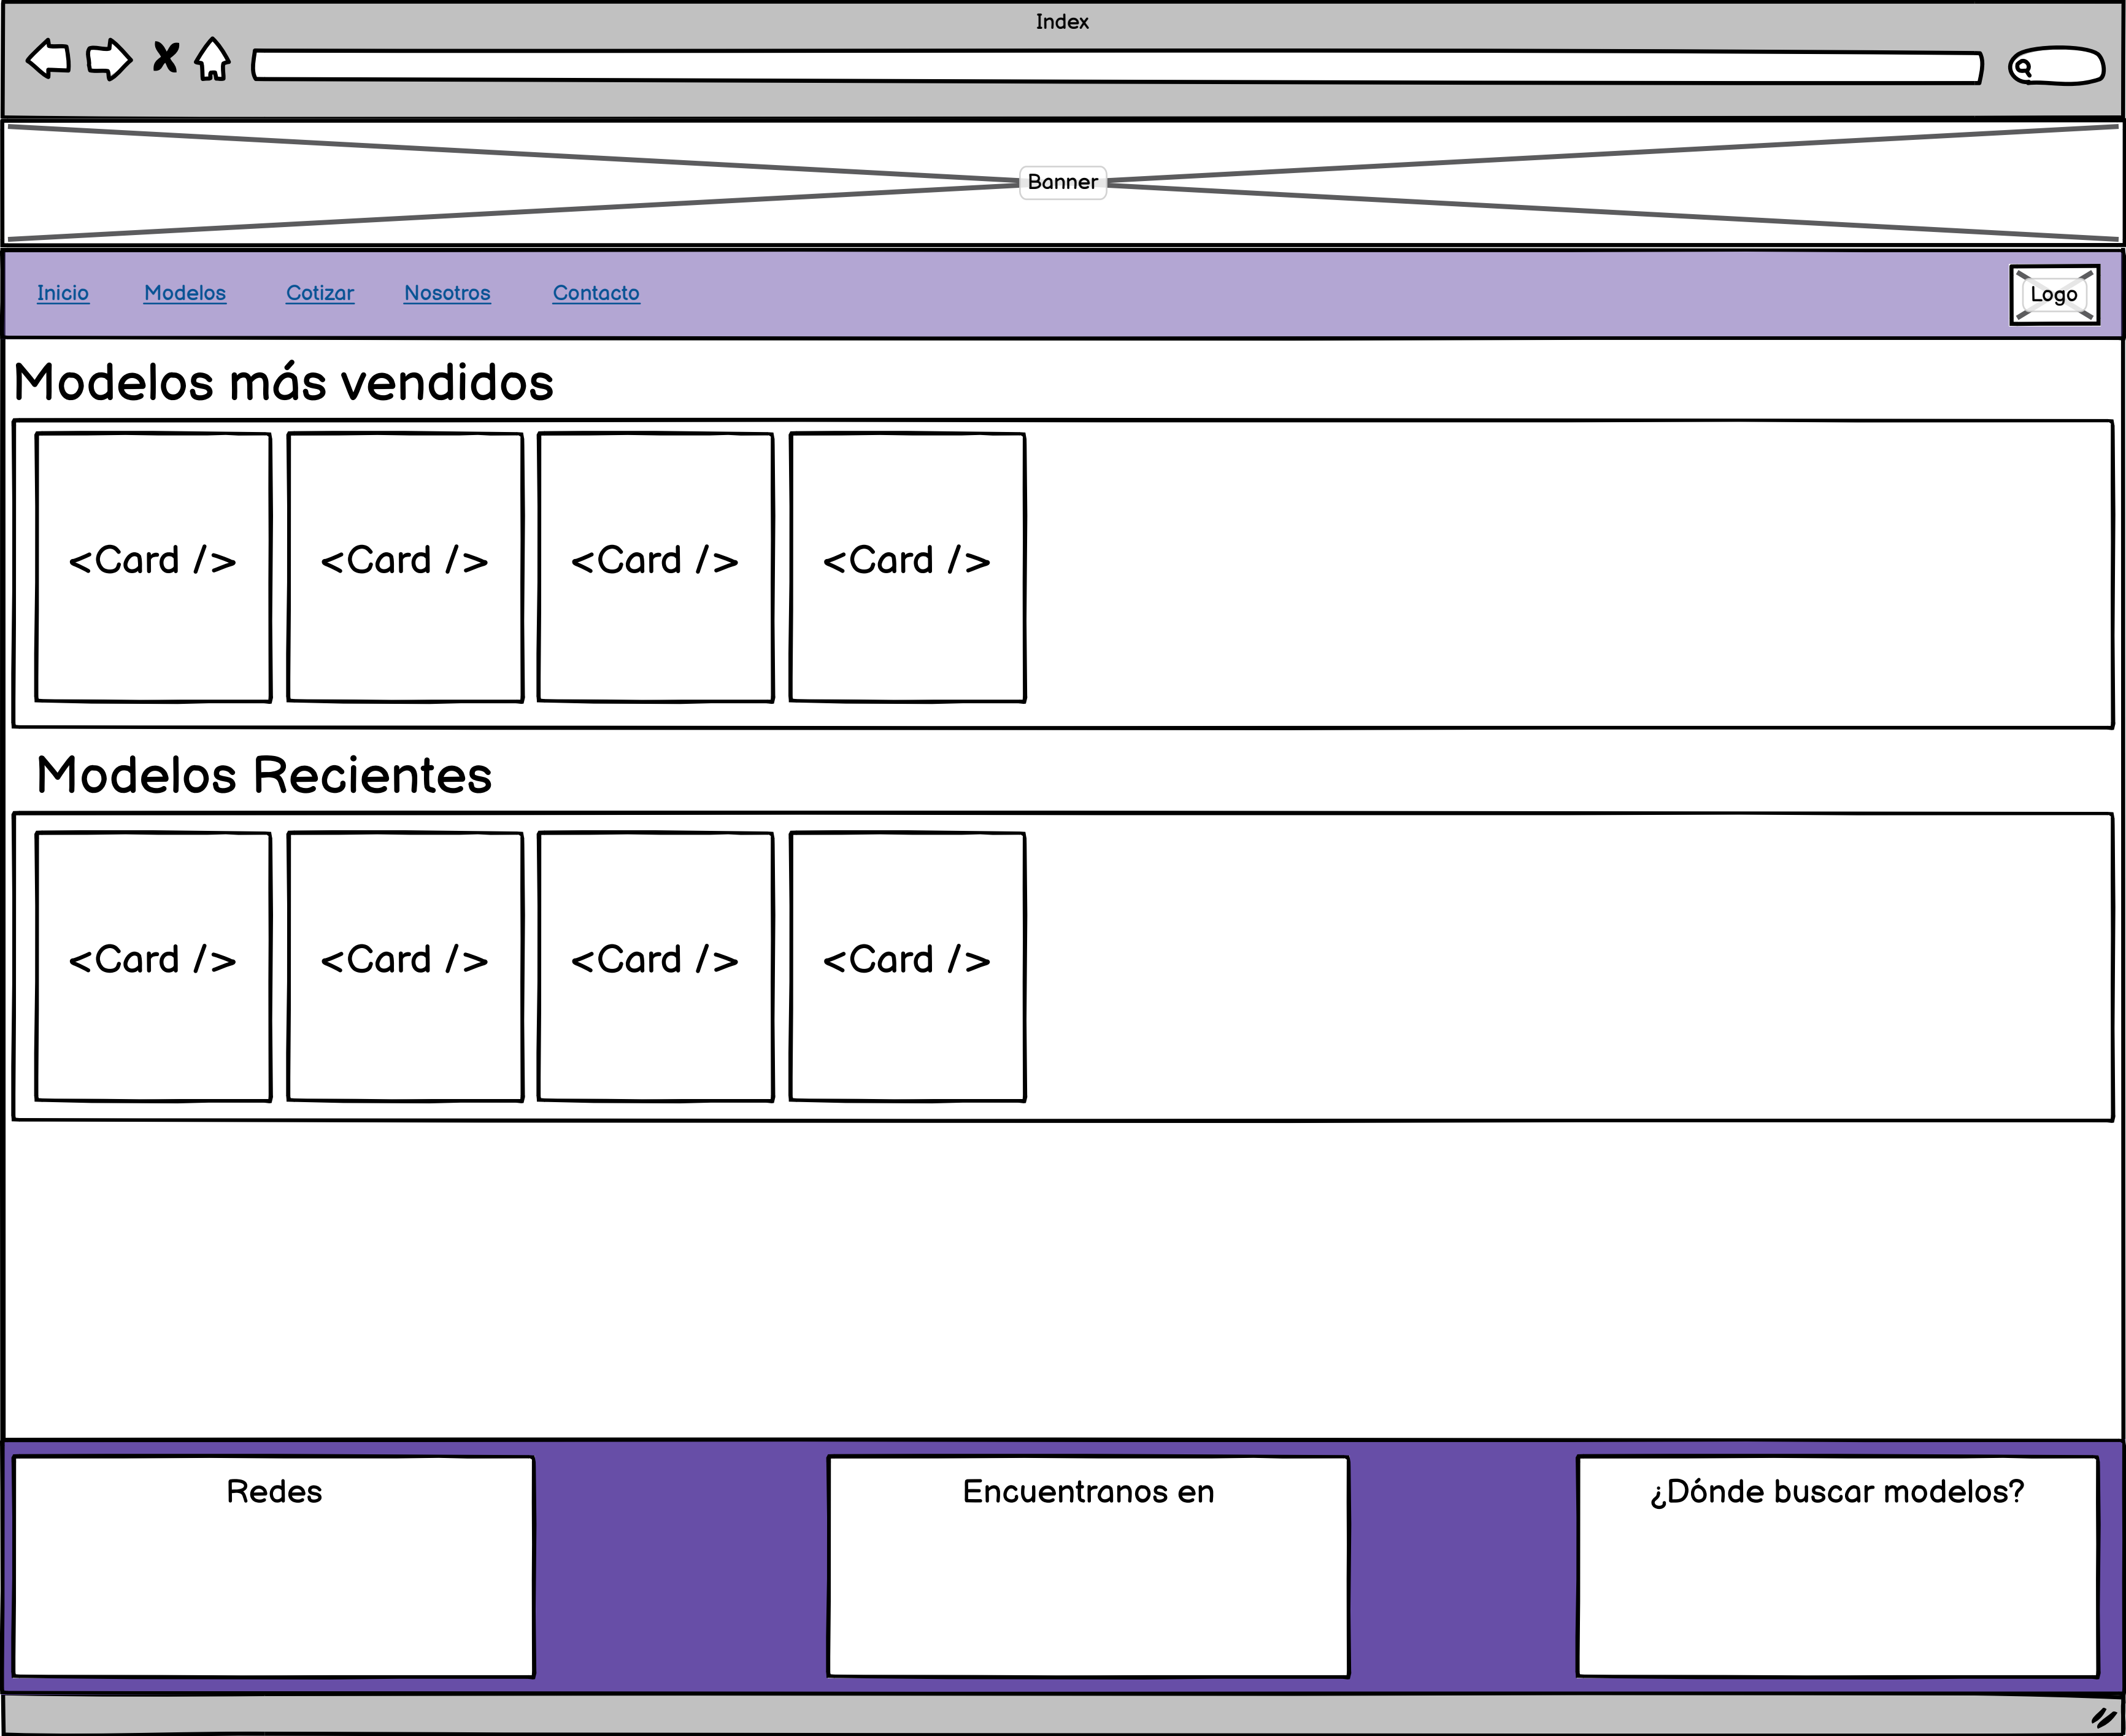 Index
Banner
Inicio Modelos Cotizar Nosotros Contacto Logo
Modelos más vendidos
<Card /> <Card /> <Card /> <Card />
Modelos Recientes
<Card /> <Card /> <Card /> <Card />
Redes Encuentranos en ¿Dónde buscar modelos?